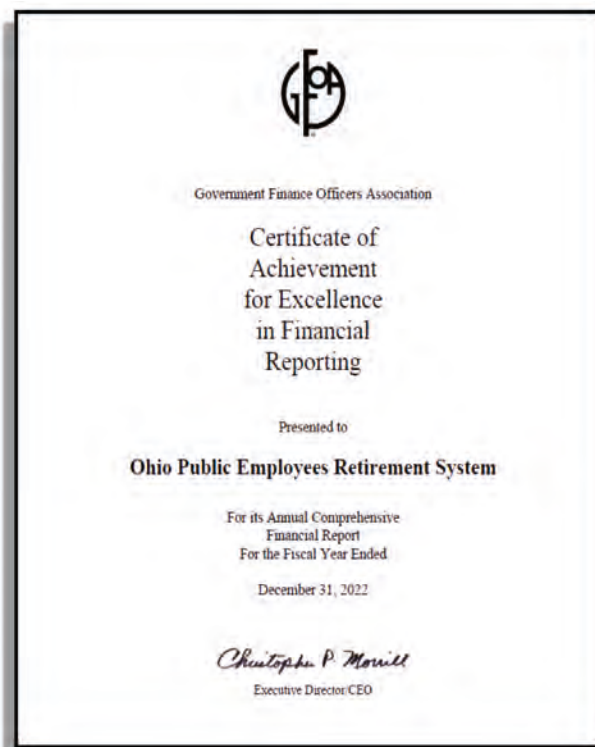 GFOA
Government Finance Officers Association
Certificate of
Achievement
for Excellence
in Financial
Reporting
Presented to
Ohio Public Employees Retirement System
For its Annual Comprehensive
Financial Report
For the Fiscal Year Ended
December 31, 2022
Christopher P. Morrill
Executive Director/CEO